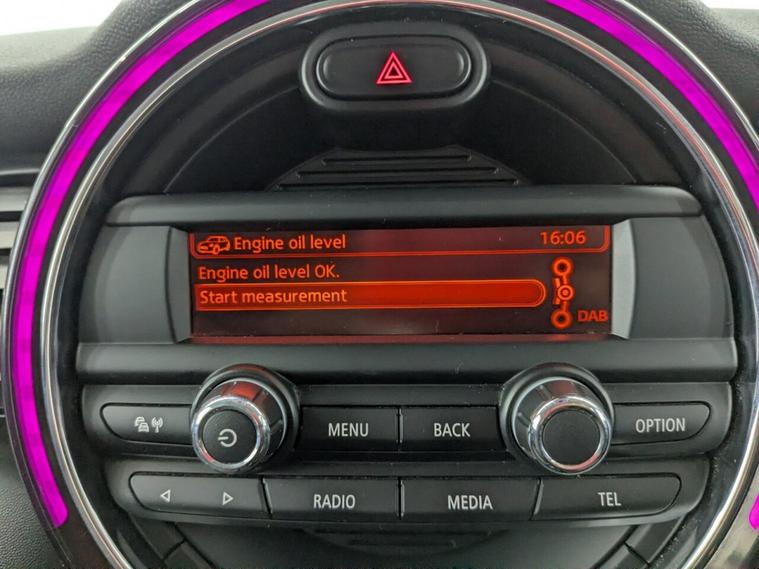 Engine oil level 16:06
Engine oil level OK.
Start measurement
DAB
MENU BACK OPTION
RADIO MEDIA TEL